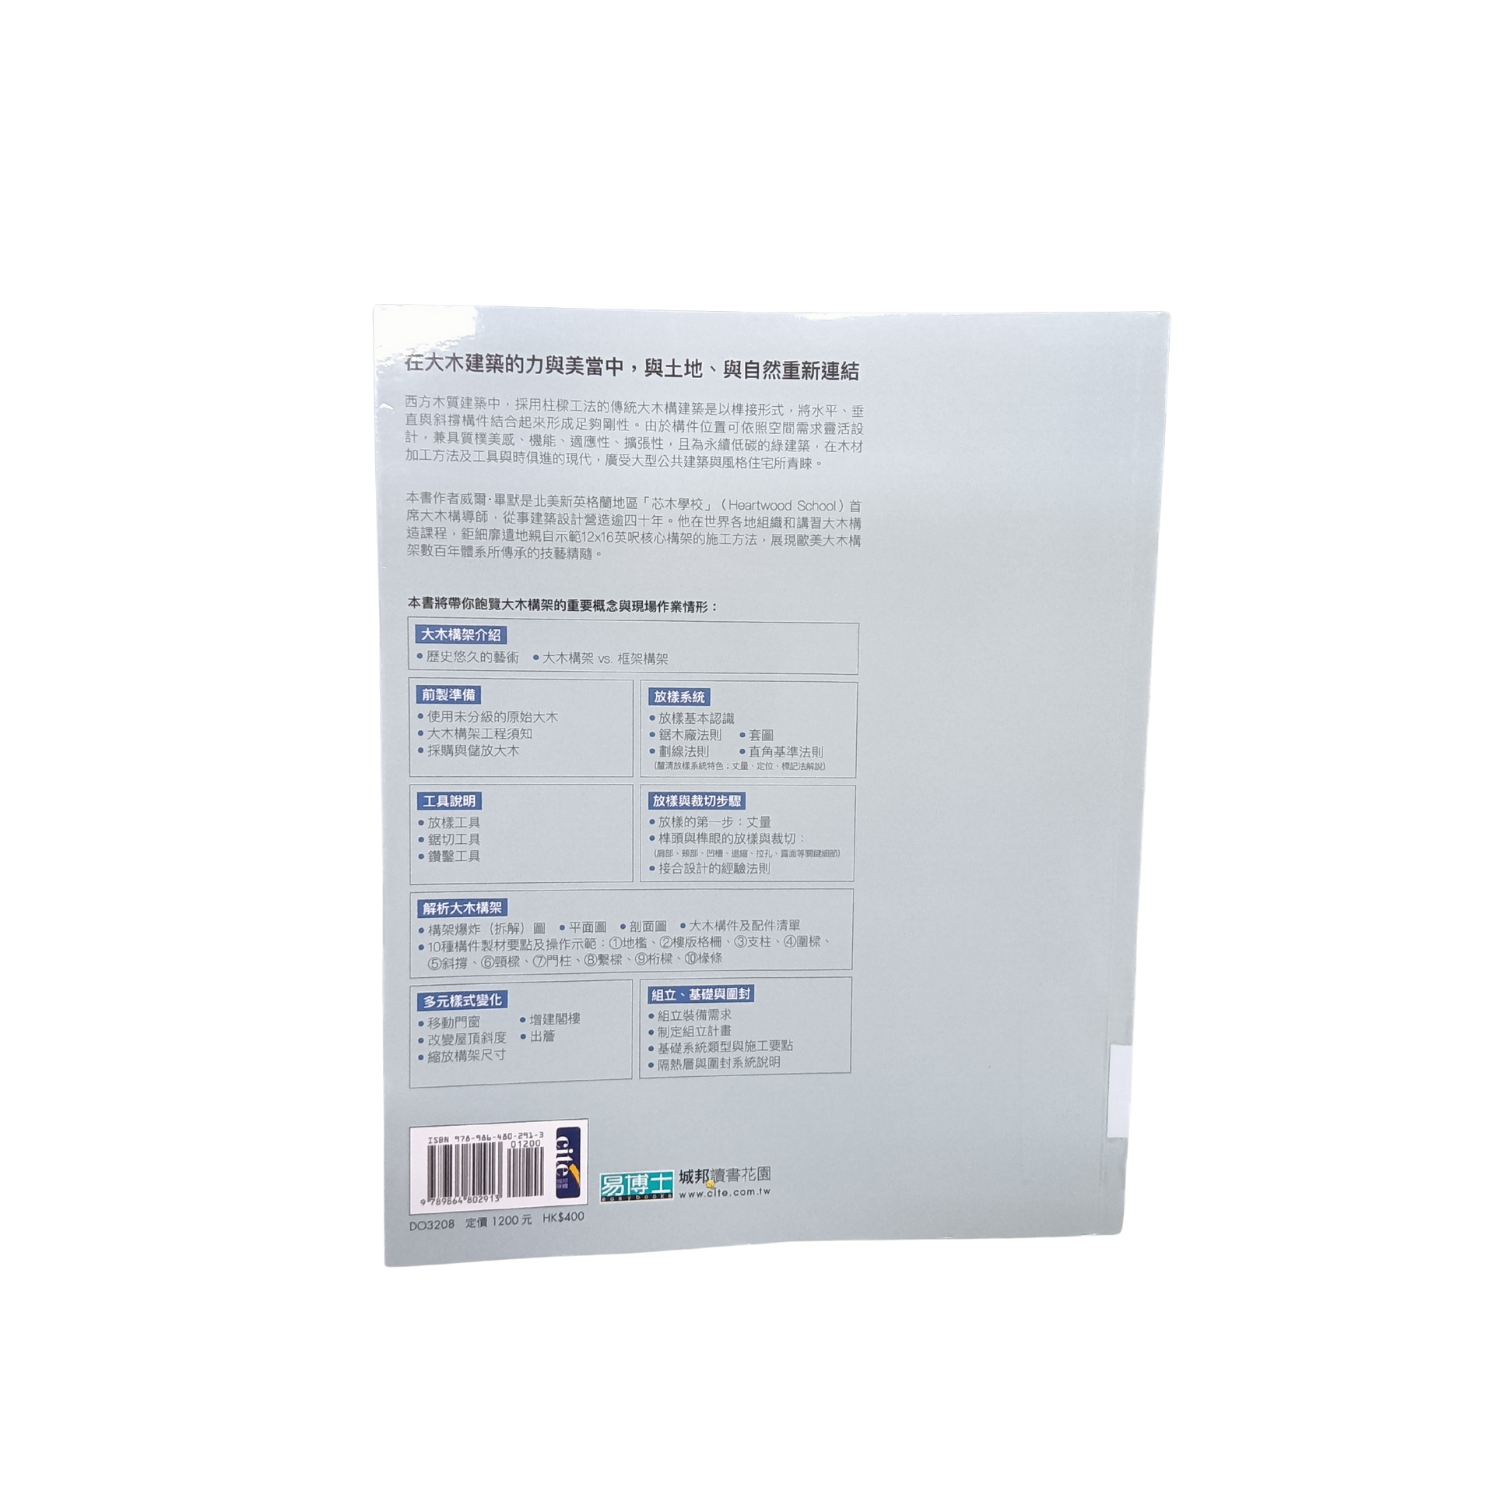 在大木建築的力與美當中，與土地、與自然重新連結
西方木質建築中，採用柱樑工法的傳統大木構建築是以榫接形式，將水平、垂
直與斜撐構件結合起來形成足夠剛性。由於構件位置可依照空間需求靈活設
計，兼具質樸美感、機能、適應性、擴張性，且為永續低碳的綠建築，在木材
加工方法及工具與時俱進的現代，廣受大型公共建築與風格住宅所青睞。
本書作者威爾·畢默是北美新英格蘭地區「芯木學校」（Heartwood School）首
席大木構導師，從事建築設計營造逾四十年。他在世界各地組織和講習大木構
造課程，鉅細靡遺地親自示範12x16英呎核心構架的施工方法，展現歐美大木構
架數百年體系所傳承的技藝精隨。
本書將帶你飽覽大木構架的重要概念與現場作業情形：
大木構架介紹
• 歷史悠久的藝術 • 大木構架 vs. 框架構架
前製準備
• 使用未分級的原始大木
• 大木構架工程須知
• 採購與儲放大木
放樣系統
• 放樣基本認識
• 鋸木廠法則 • 套圖
• 劃線法則 • 直角基準法則
（釐清放樣系統特色；丈量、定位、標記法解說）
工具說明
• 放樣工具
• 鋸切工具
• 鑽鑿工具
放樣與裁切步驟
• 放樣的第一步：丈量
• 榫頭與榫眼的放樣與裁切：
（肩部、頰部、凹槽、退縮、拉孔、露面等關鍵細節）
• 接合設計的經驗法則
解析大木構架
• 構架爆炸（拆解）圖 • 平面圖 • 剖面圖 • 大木構件及配件清單
• 10種構件製材要點及操作示範：①地檻、②樓版格柵、③支柱、④圍樑、
⑤斜撐、⑥頸樑、⑦門柱、⑧繫樑、⑨桁樑、⑩椽條
多元樣式變化
• 移動門窗 • 增建閣樓
• 改變屋頂斜度 • 出簷
• 縮放構架尺寸
組立、基礎與圍封
• 組立裝備需求
• 制定組立計畫
• 基礎系統類型與施工要點
• 隔熱層與圍封系統說明
ISBN 978-986-480-291-3
01200
9 789864 802913
cite
DO3208 定價 1200 元 HK$400
易博士
城邦讀書花園
www.cite.com.tw